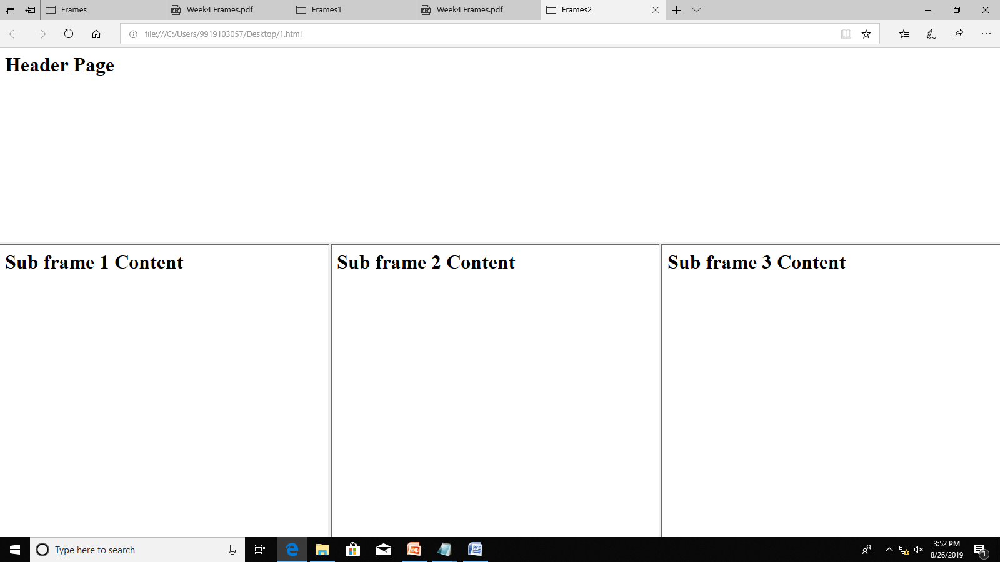 Frames Week4 Frames.pdf Frames1 Week4 Frames.pdf Frames2
file:///C:/Users/9919103057/Desktop/1.html
Header Page
Sub frame 1 Content Sub frame 2 Content Sub frame 3 Content
Type here to search
3:52 PM
8/26/2019
1